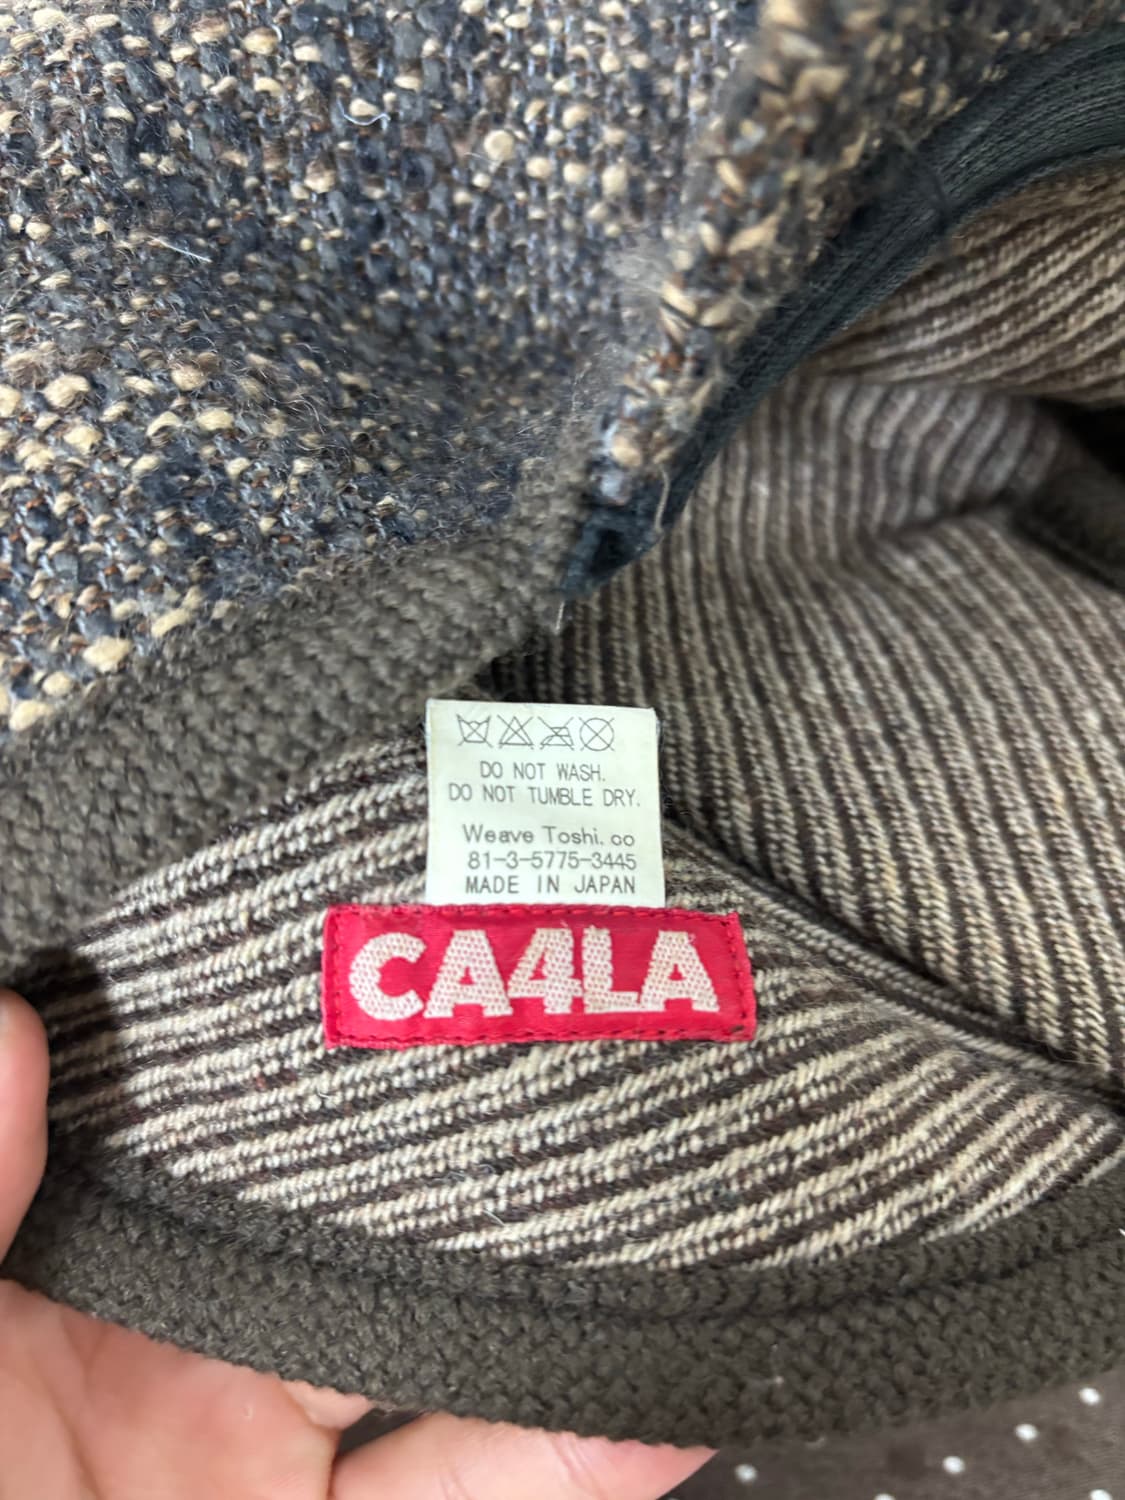 DO NOT WASH.
DO NOT TUMBLE DRY.
Weave Toshi. co
81-3-5775-3445
MADE IN JAPAN
CA4LA